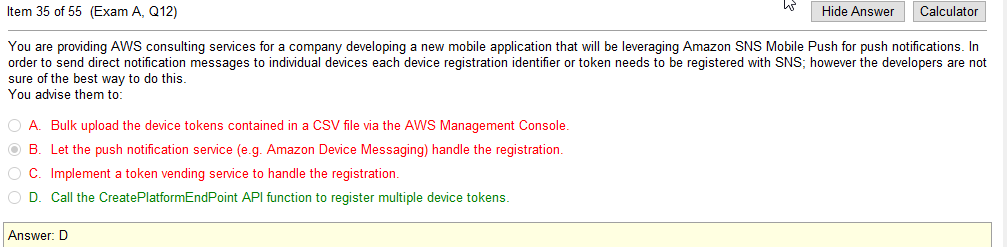 Item 35 of 55 (Exam A, Q12)
Hide Answer
Calculator
You are providing AWS consulting services for a company developing a new mobile application that will be leveraging Amazon SNS Mobile Push for push notifications. In
order to send direct notification messages to individual devices each device registration identifier or token needs to be registered with SNS; however the developers are not
sure of the best way to do this.
You advise them to:
A. Bulk upload the device tokens contained in a CSV file via the AWS Management Console.
B. Let the push notification service (e.g. Amazon Device Messaging) handle the registration.
C. Implement a token vending service to handle the registration.
D. Call the CreatePlatformEndPoint API function to register multiple device tokens.
Answer: D